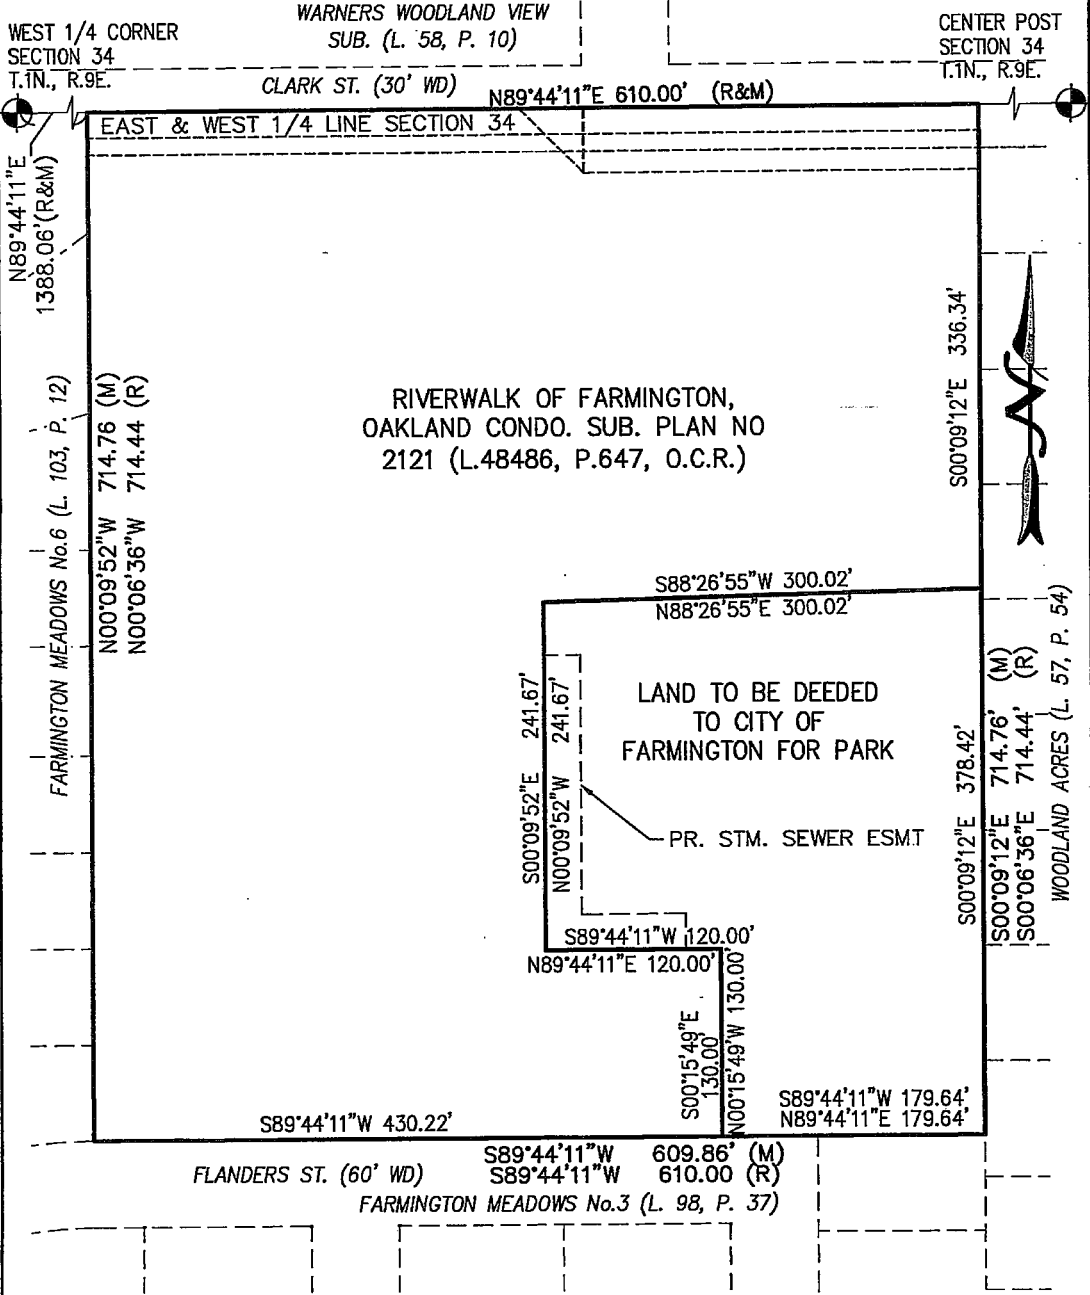 WARNERS WOODLAND VIEW
SUB. (L. 58, P. 10)
WEST 1/4 CORNER
SECTION 34
T.1N., R.9E.
CENTER POST
SECTION 34
T.1N., R.9E.
CLARK ST. (30' WD)
N89°44'11"E 610.00' (R&M)
EAST & WEST 1/4 LINE SECTION 34
N89°44'11"E
1388.06'(R&M)
S00°09'12"E 336.34'
N
FARMINGTON MEADOWS No.6 (L. 103, P. 12)
N00°09'52"W 714.76 (M)
N00°06'36"W 714.44 (R)
RIVERWALK OF FARMINGTON,
OAKLAND CONDO. SUB. PLAN NO
2121 (L.48486, P.647, O.C.R.)
S88°26'55"W 300.02'
N88°26'55"E 300.02'
S00°09'52"E 241.67'
N00°09'52"W 241.67'
LAND TO BE DEEDED
TO CITY OF
FARMINGTON FOR PARK
PR. STM. SEWER ESMT
S00°09'12"E 378.42'
S00°09'12"E 714.76' (M)
S00°06'36"E 714.44' (R)
WOODLAND ACRES (L. 57, P. 54)
S89°44'11"W 120.00'
N89°44'11"E 120.00'
S00°15'49"E
130.00'
N00°15'49"W 130.00'
S89°44'11"W 179.64'
N89°44'11"E 179.64'
S89°44'11"W 430.22'
S89°44'11"W 609.86' (M)
S89°44'11"W 610.00 (R)
FLANDERS ST. (60' WD)
FARMINGTON MEADOWS No.3 (L. 98, P. 37)